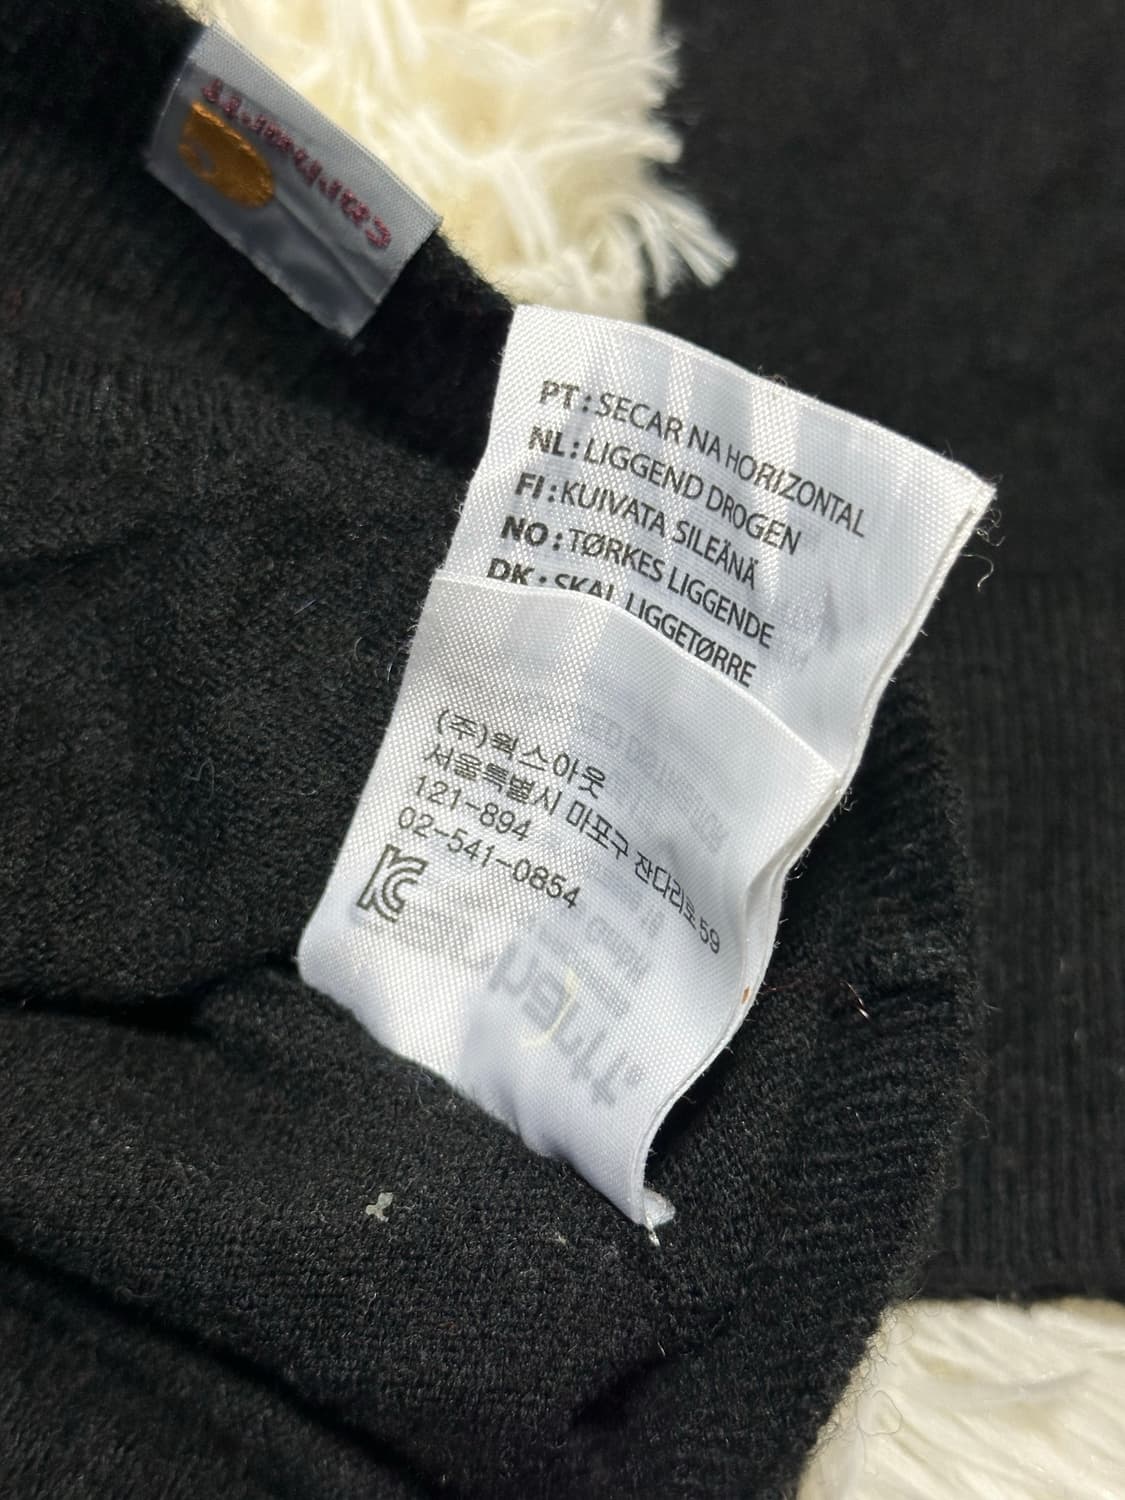 carhartt
PT: SECAR NA HORIZONTAL
NL: LIGGEND DROGEN
FI: KUIVATA SILEÄNÄ
NO: TØRKES LIGGENDE
DK: SKAL LIGGETØRRE
(주)웍스아웃
서울특별시 마포구 잔다리로 59
121-894
02-541-0854